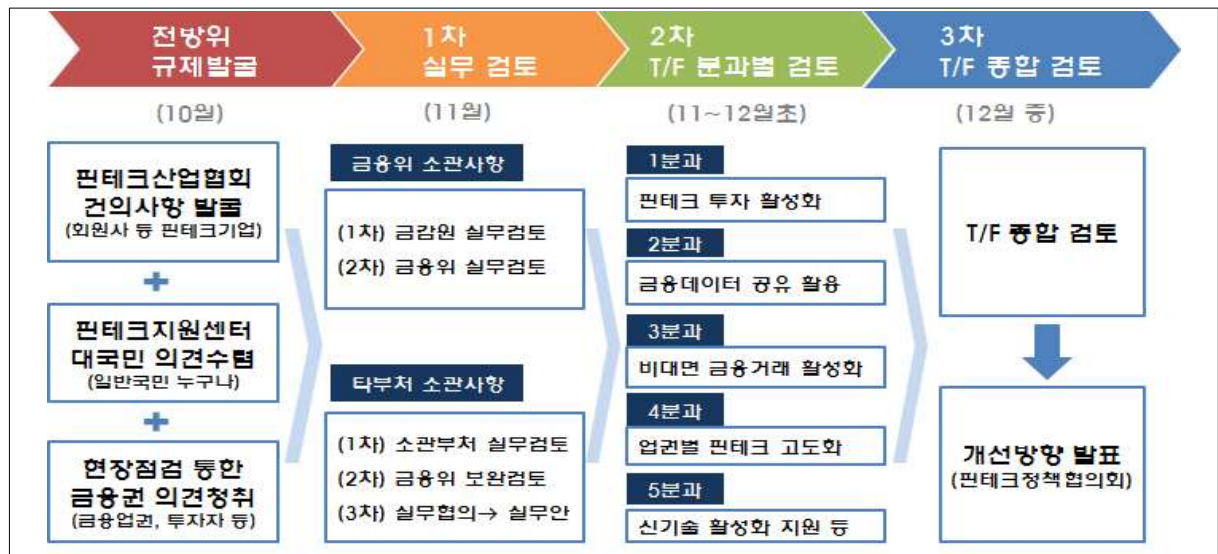 전방위
규제발굴
1차
실무 검토
2차
T/F 분과별 검토
3차
T/F 종합 검토
(10월)
(11월)
(11~12월초)
(12월 중)
핀테크산업협회
건의사항 발굴
(회원사 등 핀테크기업)
+
핀테크지원센터
대국민 의견수렴
(일반국민 누구나)
+
현장점검 통한
금융권 의견청취
(금융업권, 투자자 등)
금융위 소관사항
(1차) 금감원 실무검토
(2차) 금융위 실무검토
타부처 소관사항
(1차) 소관부처 실무검토
(2차) 금융위 보완검토
(3차) 실무협의→ 실무안
1분과
핀테크 투자 활성화
2분과
금융데이터 공유 활용
3분과
비대면 금융거래 활성화
4분과
업권별 핀테크 고도화
5분과
신기술 활성화 지원 등
T/F 종합 검토
개선방향 발표
(핀테크정책협의회)